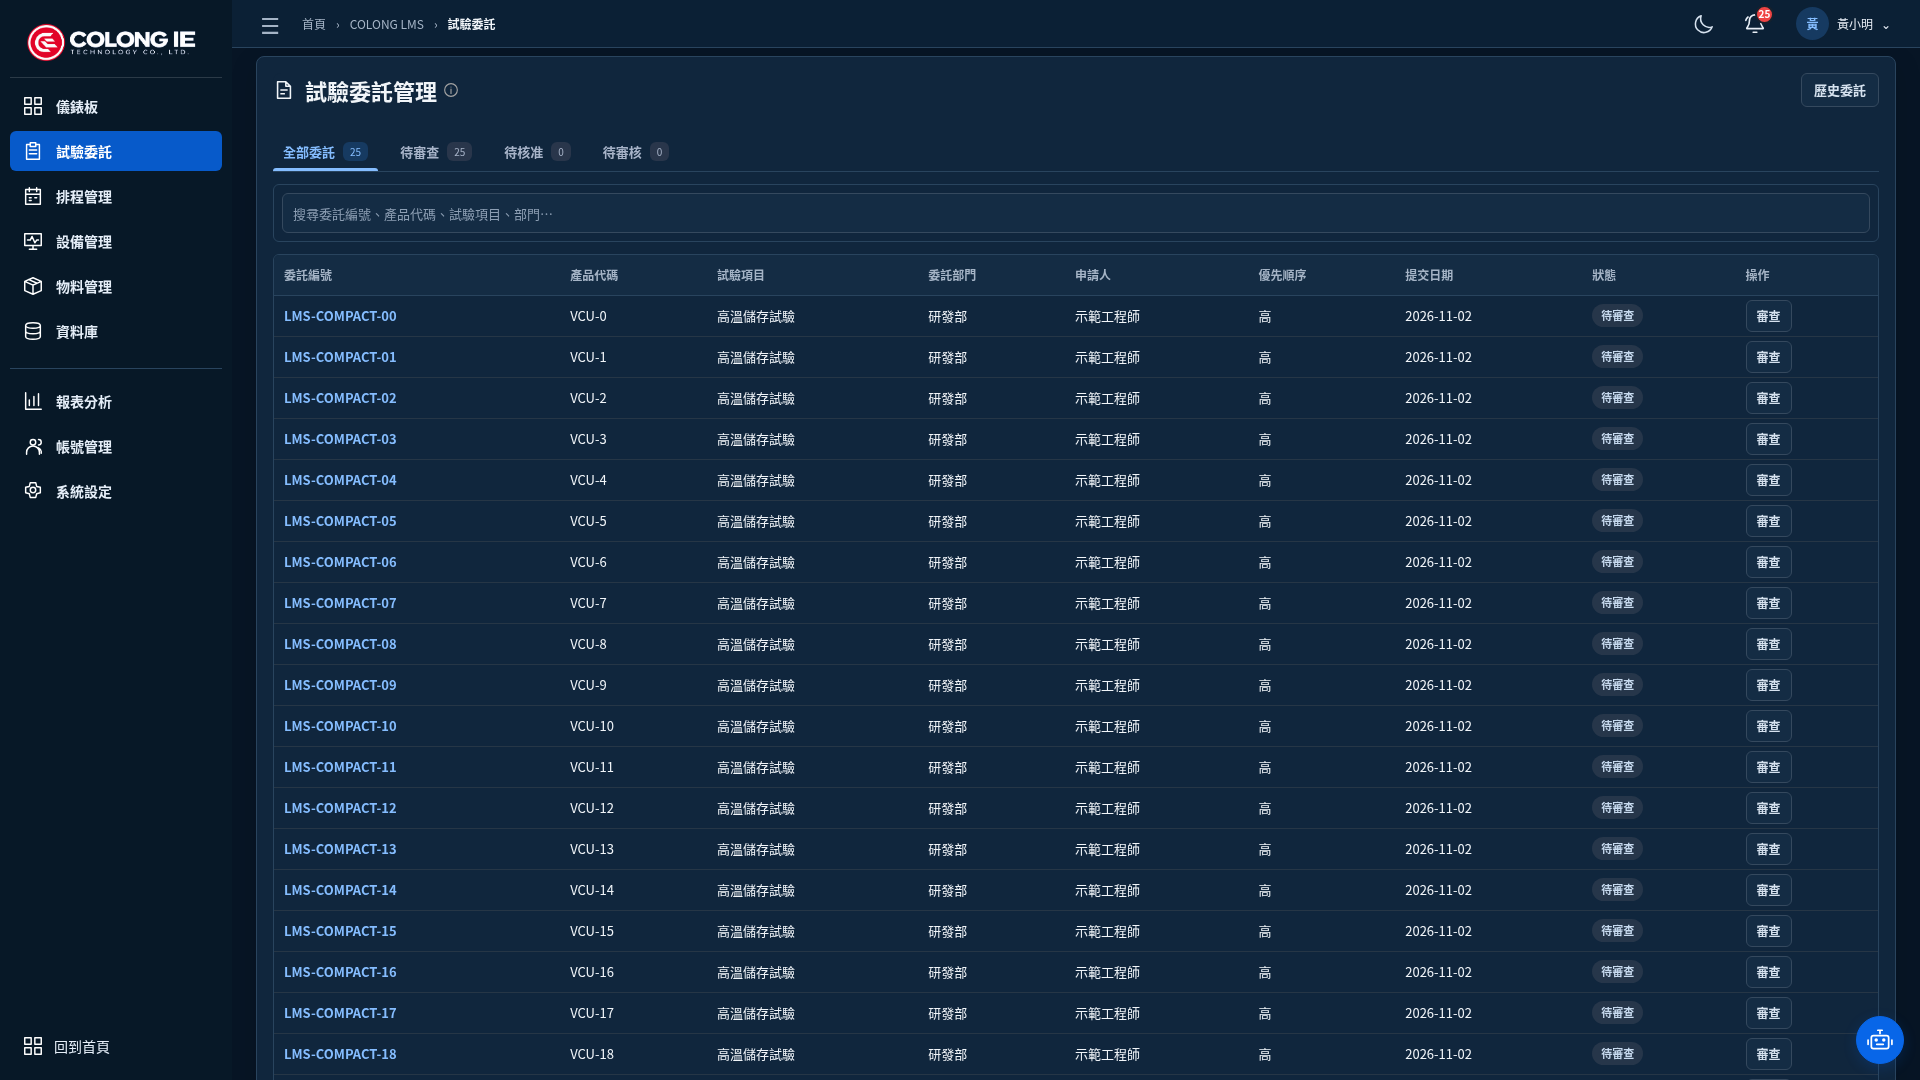 COLONG IE
TECHNOLOGY CO., LTD.
首頁 › COLONG LMS › 試驗委託
25
黃 黃小明
儀錶板
試驗委託
排程管理
設備管理
物料管理
資料庫
報表分析
帳號管理
系統設定
回到首頁
試驗委託管理
歷史委託
全部委託 25 待審查 25 待核准 0 待審核 0
搜尋委託編號、產品代碼、試驗項目、部門…
委託編號 產品代碼 試驗項目 委託部門 申請人 優先順序 提交日期 狀態 操作
LMS-COMPACT-00 VCU-0 高溫儲存試驗 研發部 示範工程師 高 2026-11-02 待審查 審查
LMS-COMPACT-01 VCU-1 高溫儲存試驗 研發部 示範工程師 高 2026-11-02 待審查 審查
LMS-COMPACT-02 VCU-2 高溫儲存試驗 研發部 示範工程師 高 2026-11-02 待審查 審查
LMS-COMPACT-03 VCU-3 高溫儲存試驗 研發部 示範工程師 高 2026-11-02 待審查 審查
LMS-COMPACT-04 VCU-4 高溫儲存試驗 研發部 示範工程師 高 2026-11-02 待審查 審查
LMS-COMPACT-05 VCU-5 高溫儲存試驗 研發部 示範工程師 高 2026-11-02 待審查 審查
LMS-COMPACT-06 VCU-6 高溫儲存試驗 研發部 示範工程師 高 2026-11-02 待審查 審查
LMS-COMPACT-07 VCU-7 高溫儲存試驗 研發部 示範工程師 高 2026-11-02 待審查 審查
LMS-COMPACT-08 VCU-8 高溫儲存試驗 研發部 示範工程師 高 2026-11-02 待審查 審查
LMS-COMPACT-09 VCU-9 高溫儲存試驗 研發部 示範工程師 高 2026-11-02 待審查 審查
LMS-COMPACT-10 VCU-10 高溫儲存試驗 研發部 示範工程師 高 2026-11-02 待審查 審查
LMS-COMPACT-11 VCU-11 高溫儲存試驗 研發部 示範工程師 高 2026-11-02 待審查 審查
LMS-COMPACT-12 VCU-12 高溫儲存試驗 研發部 示範工程師 高 2026-11-02 待審查 審查
LMS-COMPACT-13 VCU-13 高溫儲存試驗 研發部 示範工程師 高 2026-11-02 待審查 審查
LMS-COMPACT-14 VCU-14 高溫儲存試驗 研發部 示範工程師 高 2026-11-02 待審查 審查
LMS-COMPACT-15 VCU-15 高溫儲存試驗 研發部 示範工程師 高 2026-11-02 待審查 審查
LMS-COMPACT-16 VCU-16 高溫儲存試驗 研發部 示範工程師 高 2026-11-02 待審查 審查
LMS-COMPACT-17 VCU-17 高溫儲存試驗 研發部 示範工程師 高 2026-11-02 待審查 審查
LMS-COMPACT-18 VCU-18 高溫儲存試驗 研發部 示範工程師 高 2026-11-02 待審查 審查